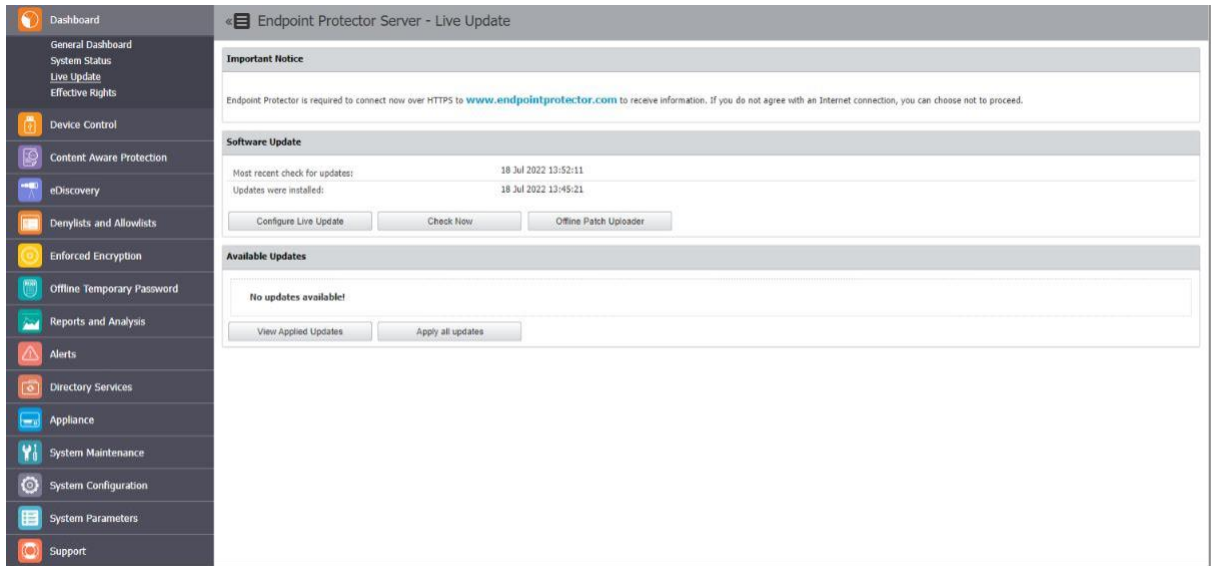 Dashboard
General Dashboard
System Status
Live Update
Effective Rights
Device Control
Content Aware Protection
eDiscovery
Denylists and Allowlists
Enforced Encryption
Offline Temporary Password
Reports and Analysis
Alerts
Directory Services
Appliance
System Maintenance
System Configuration
System Parameters
Support
« Endpoint Protector Server - Live Update
Important Notice
Endpoint Protector is required to connect now over HTTPS to www.endpointprotector.com to receive information. If you do not agree with an Internet connection, you can choose not to proceed.
Software Update
Most recent check for updates: 18 Jul 2022 13:52:11
Updates were installed: 18 Jul 2022 13:45:21
Configure Live Update Check Now Offline Patch Uploader
Available Updates
No updates available!
View Applied Updates Apply all updates